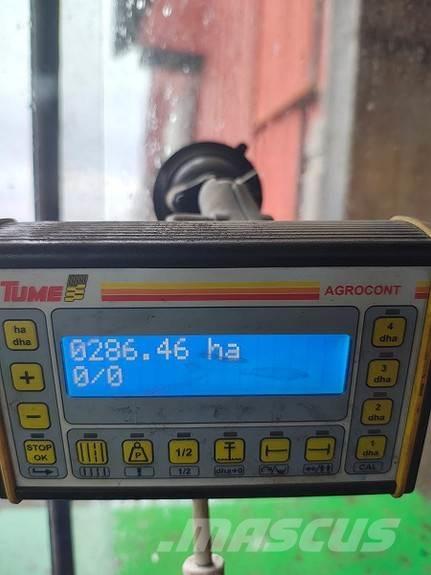 TUME
AGROCONT
ha
dha
0286.46 ha
0/0
4
dha
3
dha
2
dha
1
dha
CAL
STOP
OK
P
1/2
1/2
dha→0
MASCUS